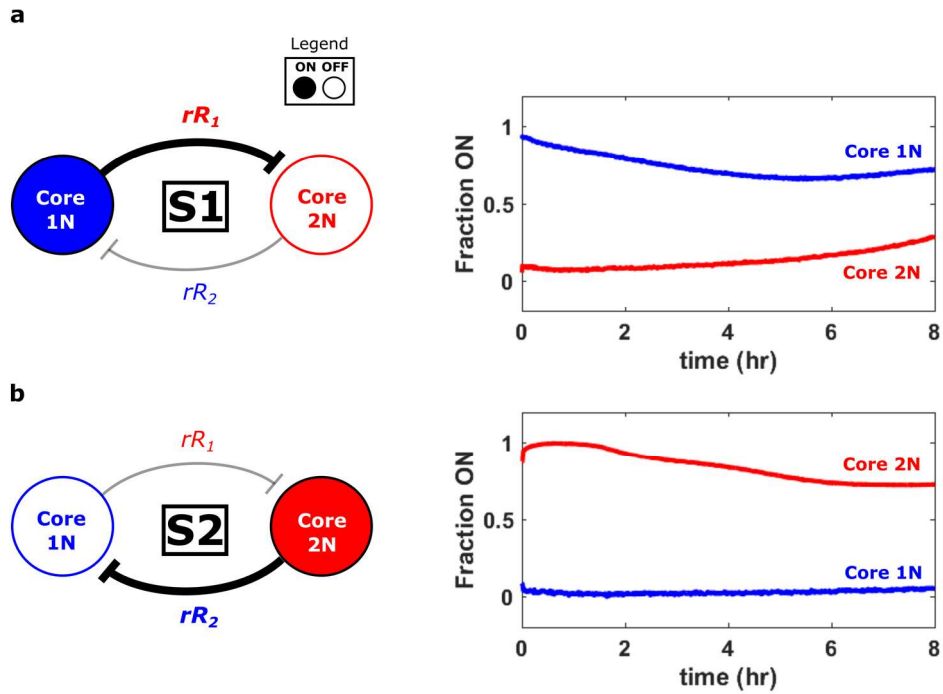 a
Legend
ON OFF
rR1
Core
1N
S1
Core
2N
rR2
Fraction ON
1
0.5
0
Core 1N
Core 2N
0 2 4 6 8
time (hr)
b
rR1
Core
1N
S2
Core
2N
rR2
Fraction ON
1
0.5
0
Core 2N
Core 1N
0 2 4 6 8
time (hr)